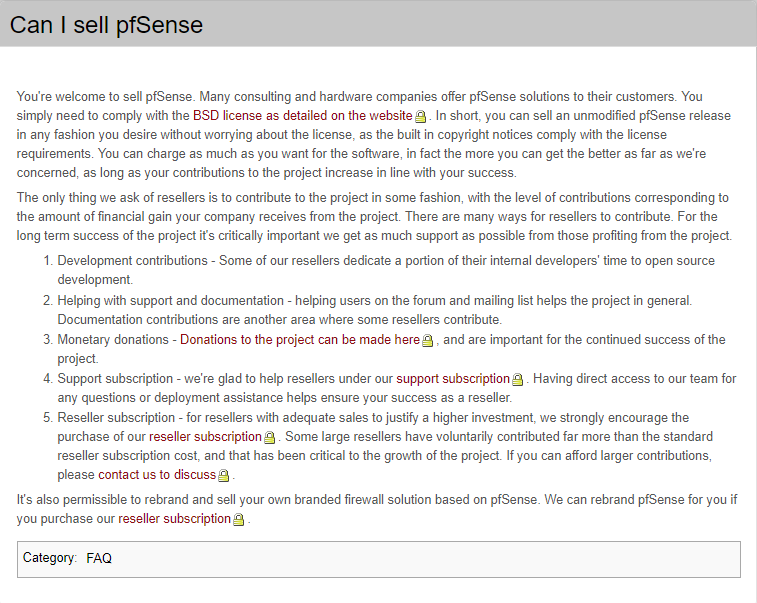 Can I sell pfSense
You're welcome to sell pfSense. Many consulting and hardware companies offer pfSense solutions to their customers. You
simply need to comply with the BSD license as detailed on the website. In short, you can sell an unmodified pfSense release
in any fashion you desire without worrying about the license, as the built in copyright notices comply with the license
requirements. You can charge as much as you want for the software, in fact the more you can get the better as far as we're
concerned, as long as your contributions to the project increase in line with your success.
The only thing we ask of resellers is to contribute to the project in some fashion, with the level of contributions corresponding to
the amount of financial gain your company receives from the project. There are many ways for resellers to contribute. For the
long term success of the project it's critically important we get as much support as possible from those profiting from the project.
1. Development contributions - Some of our resellers dedicate a portion of their internal developers' time to open source
development.
2. Helping with support and documentation - helping users on the forum and mailing list helps the project in general.
Documentation contributions are another area where some resellers contribute.
3. Monetary donations - Donations to the project can be made here, and are important for the continued success of the
project.
4. Support subscription - we're glad to help resellers under our support subscription. Having direct access to our team for
any questions or deployment assistance helps ensure your success as a reseller.
5. Reseller subscription - for resellers with adequate sales to justify a higher investment, we strongly encourage the
purchase of our reseller subscription. Some large resellers have voluntarily contributed far more than the standard
reseller subscription cost, and that has been critical to the growth of the project. If you can afford larger contributions,
please contact us to discuss.
It's also permissible to rebrand and sell your own branded firewall solution based on pfSense. We can rebrand pfSense for you if
you purchase our reseller subscription.
Category: FAQ